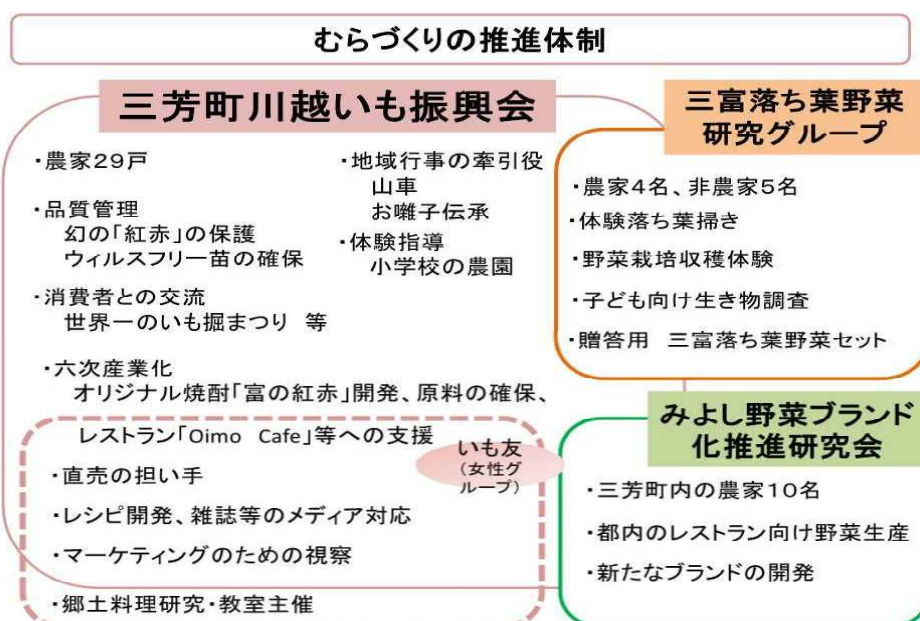 むらづくりの推進体制
三芳町川越いも振興会
・農家29戸
・品質管理
幻の「紅赤」の保護
ウィルスフリー苗の確保
・消費者との交流
世界一のいも掘まつり 等
・地域行事の牽引役
山車
お囃子伝承
・体験指導
小学校の農園
・六次産業化
オリジナル焼酎「富の紅赤」開発、原料の確保、
レストラン「Oimo Cafe」等への支援
いも友
(女性グ
ループ)
・直売の担い手
・レシピ開発、雑誌等のメディア対応
・マーケティングのための視察
・郷土料理研究・教室主催
三富落ち葉野菜
研究グループ
・農家4名、非農家5名
・体験落ち葉掃き
・野菜栽培収穫体験
・子ども向け生き物調査
・贈答用 三富落ち葉野菜セット
みよし野菜ブランド
化推進研究会
・三芳町内の農家10名
・都内のレストラン向け野菜生産
・新たなブランドの開発